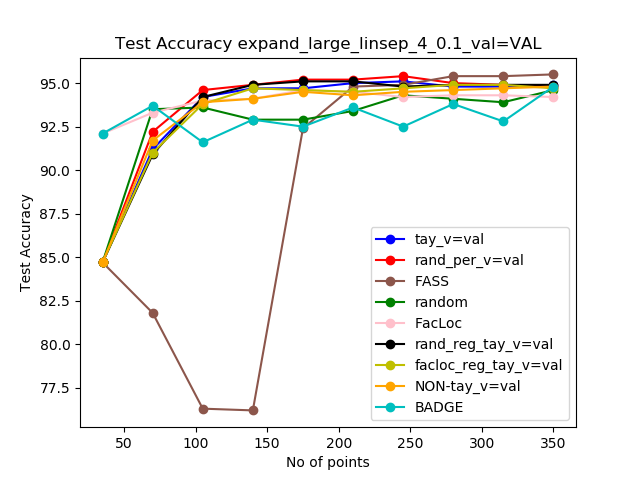 Test Accuracy expand_large_linsep_4_0.1_val=VAL
95.0
92.5
90.0
87.5
85.0
82.5
80.0
77.5
Test Accuracy
tay_v=val
rand_per_v=val
FASS
random
FacLoc
rand_reg_tay_v=val
facloc_reg_tay_v=val
NON-tay_v=val
BADGE
50 100 150 200 250 300 350
No of points